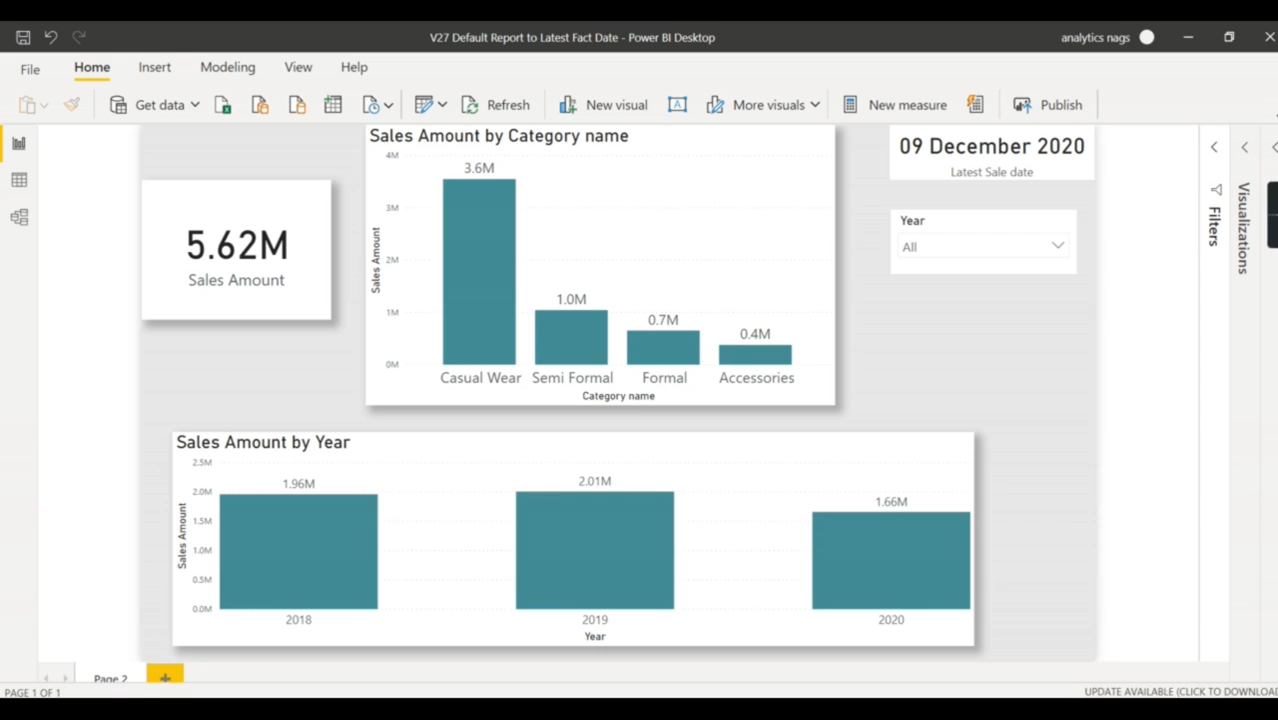 V27 Default Report to Latest Fact Date - Power BI Desktop
analytics nags
File
Home
Insert
Modeling
View
Help
Get data
Refresh
New visual
More visuals
New measure
Publish
5.62M
Sales Amount
Sales Amount by Category name
4M
3M
2M
1M
0M
Sales Amount
3.6M
1.0M
0.7M
0.4M
Casual Wear
Semi Formal
Formal
Accessories
Category name
09 December 2020
Latest Sale date
Year
All
Filters
Visualizations
Sales Amount by Year
2.5M
2.0M
1.5M
1.0M
0.5M
0.0M
Sales Amount
1.96M
2.01M
1.66M
2018
2019
2020
Year
Page 2
PAGE 1 OF 1
UPDATE AVAILABLE (CLICK TO DOWNLOAD